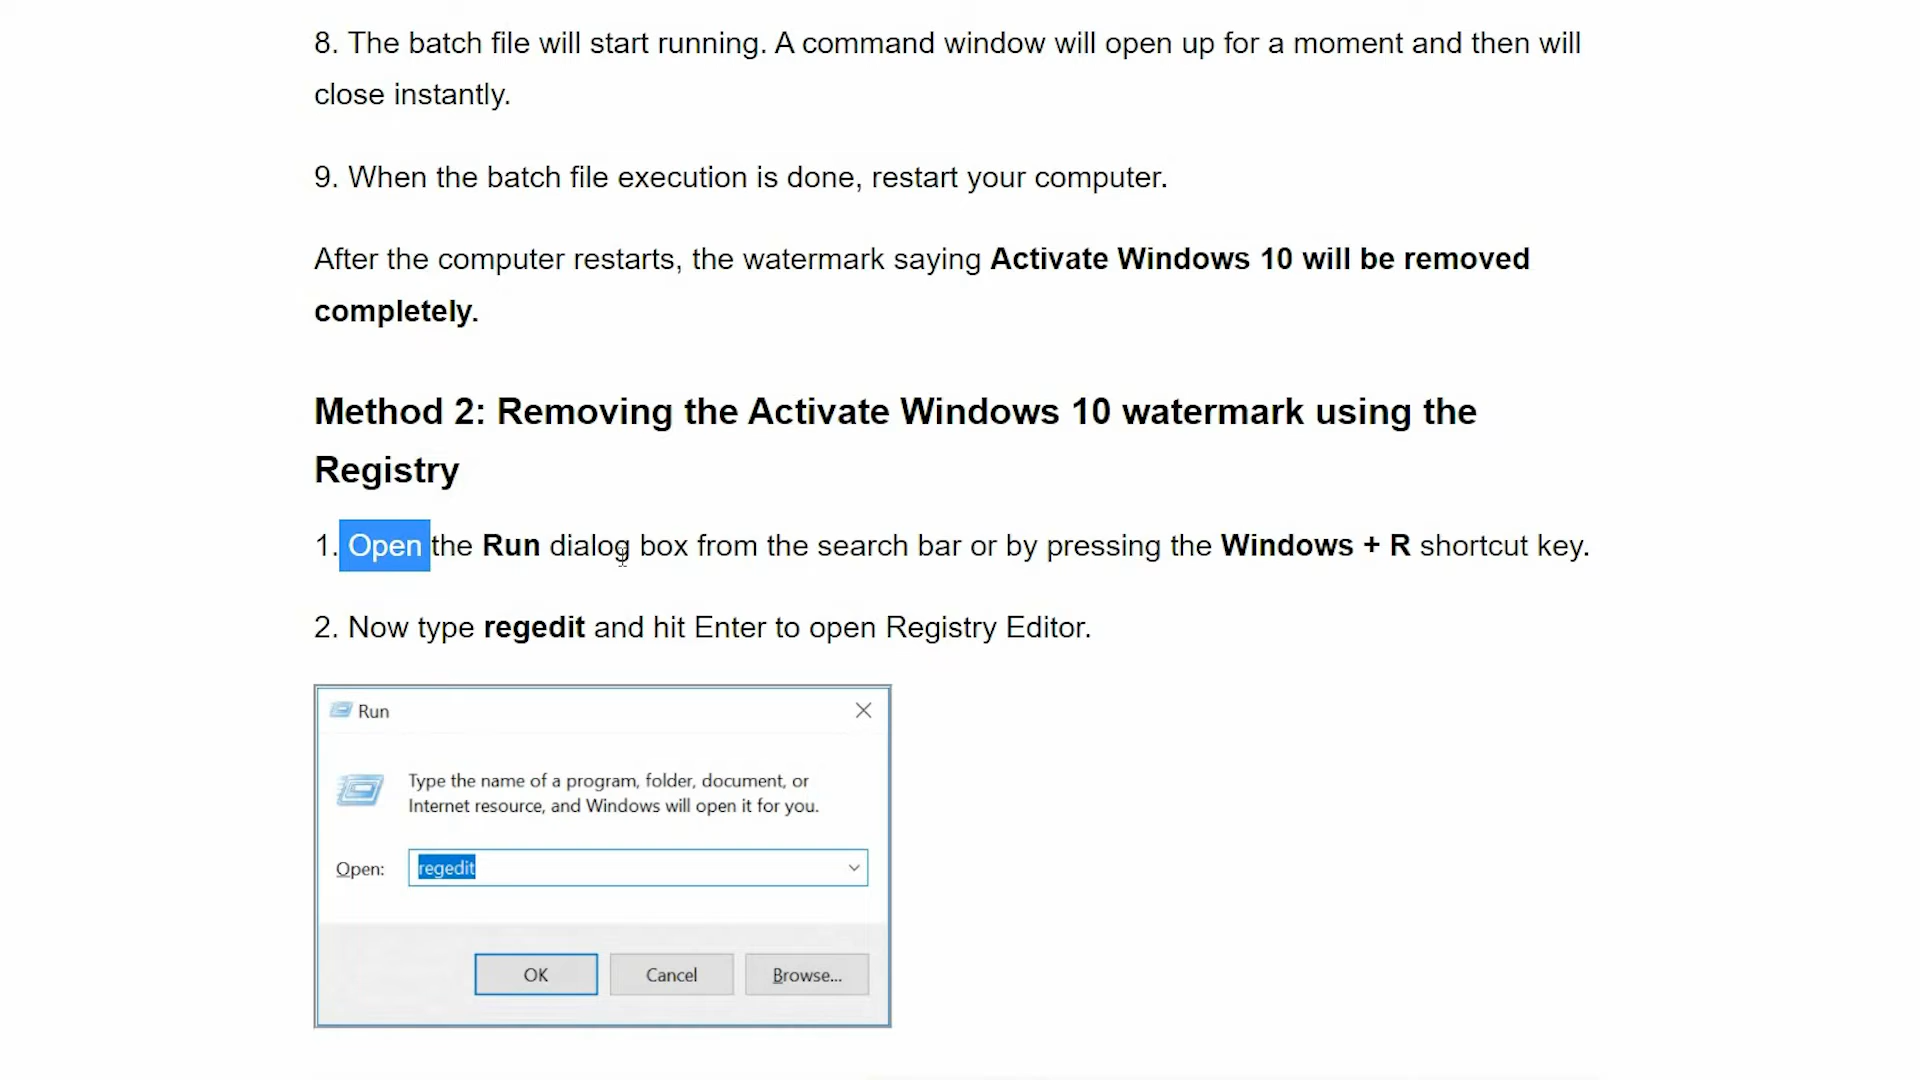 8. The batch file will start running. A command window will open up for a moment and then will
close instantly.
9. When the batch file execution is done, restart your computer.
After the computer restarts, the watermark saying Activate Windows 10 will be removed
completely.
Method 2: Removing the Activate Windows 10 watermark using the
Registry
1. Open the Run dialog box from the search bar or by pressing the Windows + R shortcut key.
2. Now type regedit and hit Enter to open Registry Editor.
Run
Type the name of a program, folder, document, or
Internet resource, and Windows will open it for you.
Open: regedit
OK Cancel Browse...